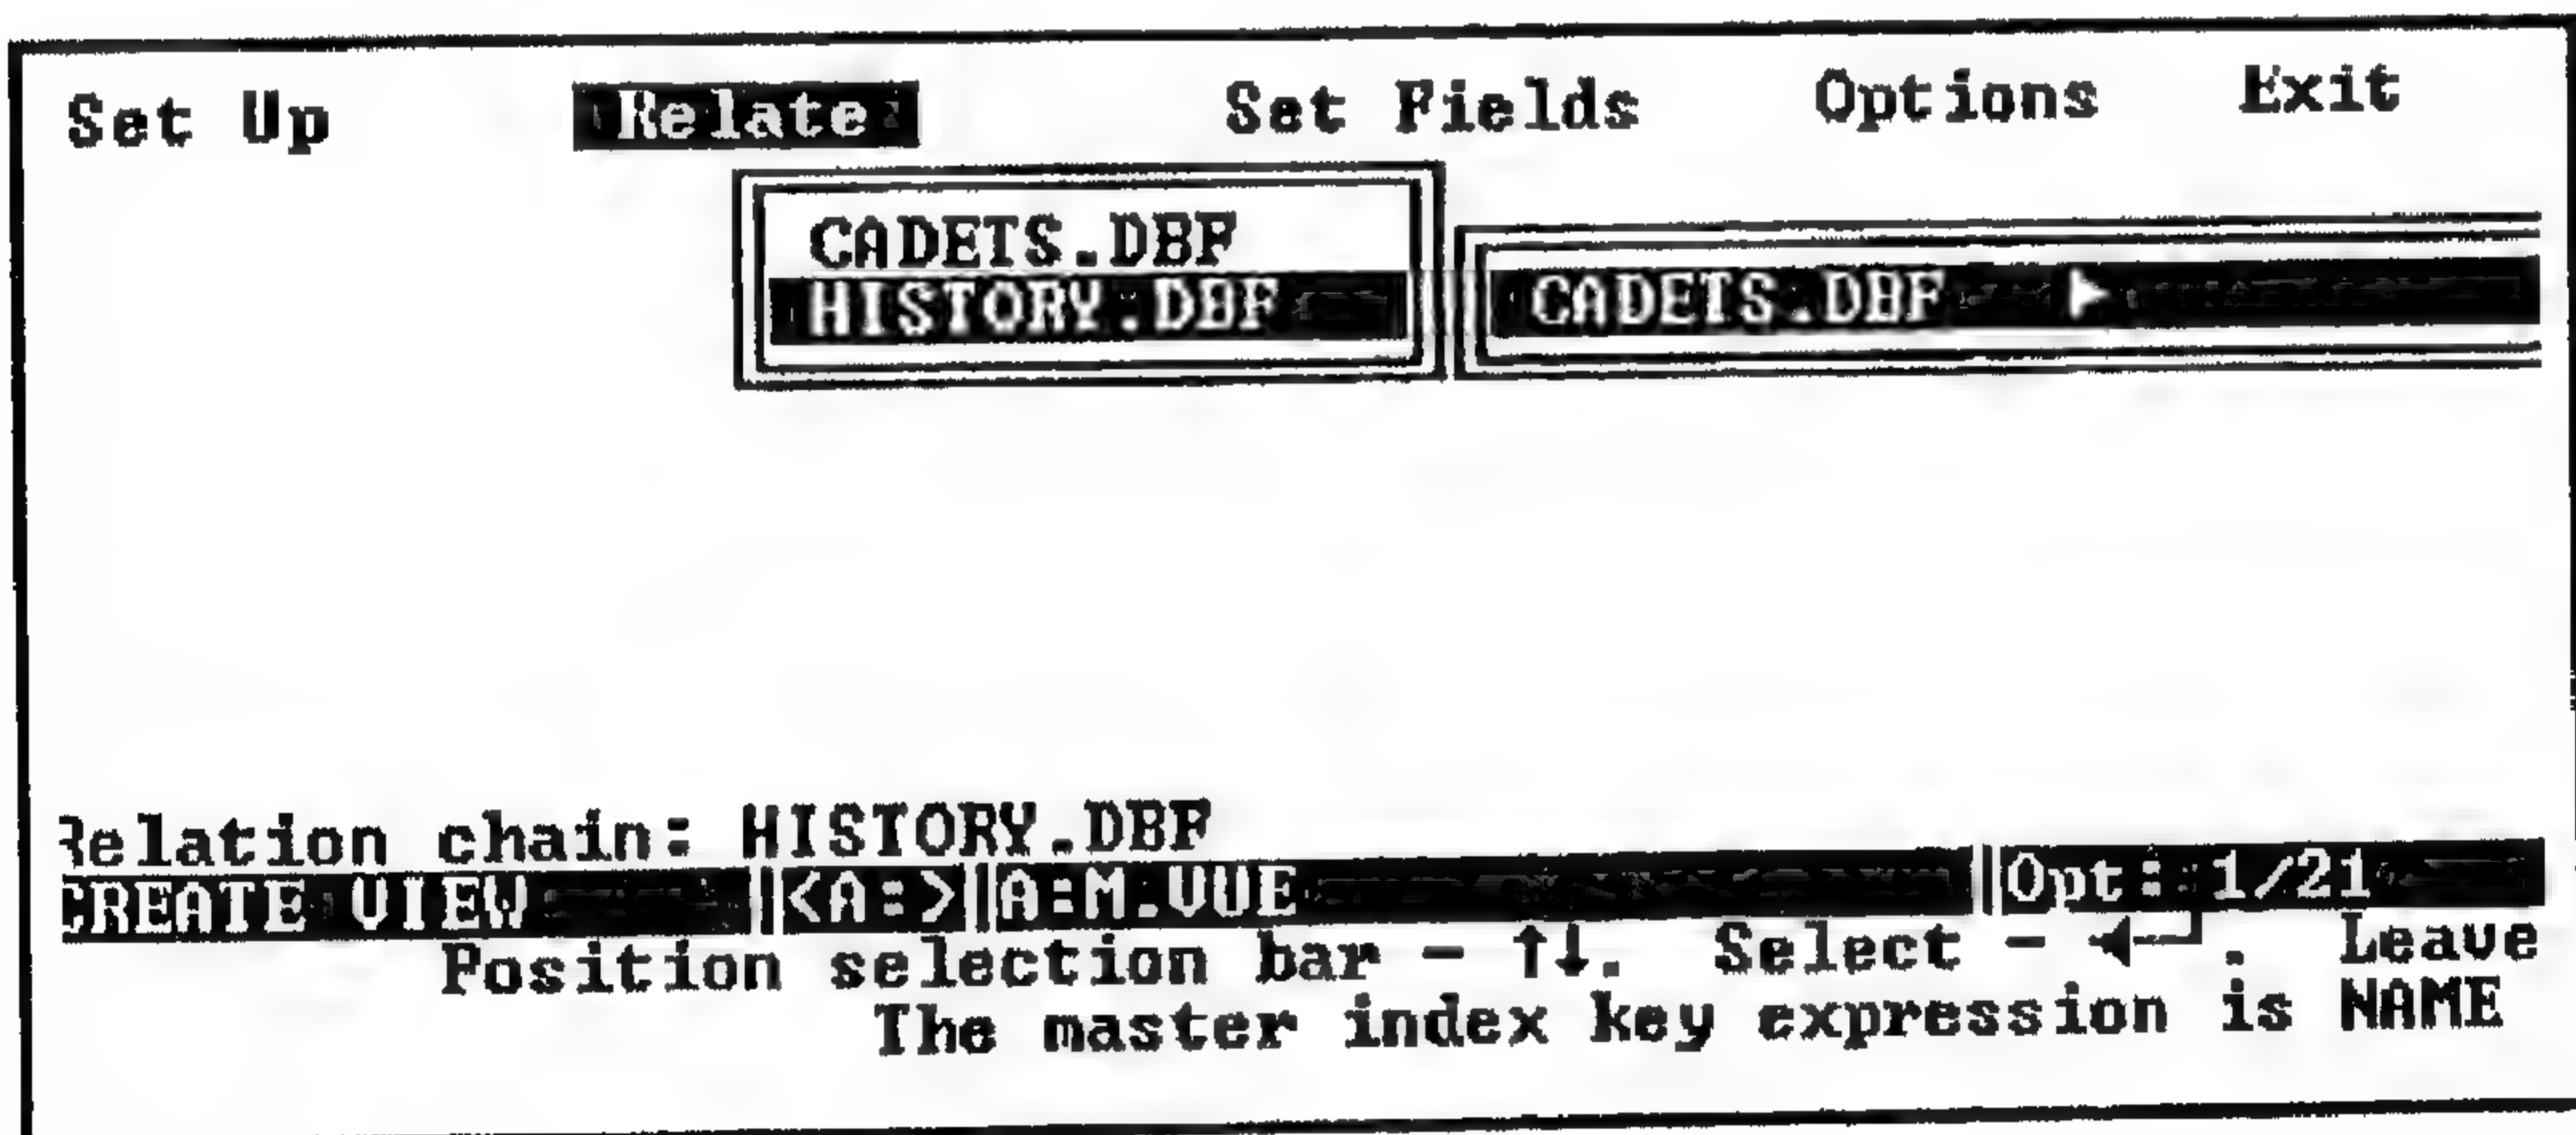 Set Up Relate Set Fields Options Exit
CADETS.DBF
HISTORY.DBF CADETS.DBF ►
Relation chain: HISTORY.DBF
CREATE VIEW <A:> A:M.VUE Opt: 1/21
Position selection bar - ↑↓. Select - ◄─┘. Leave
The master index key expression is NAME